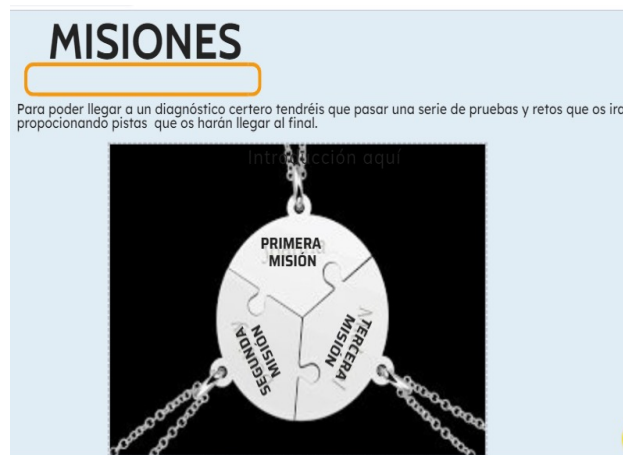 MISIONES
Para poder llegar a un diagnóstico certero tendréis que pasar una serie de pruebas y retos que os ira
propocionando pistas que os harán llegar al final.
Introducción aquí
PRIMERA
MISIÓN
SEGUNDA
MISIÓN
TERCERA
MISIÓN